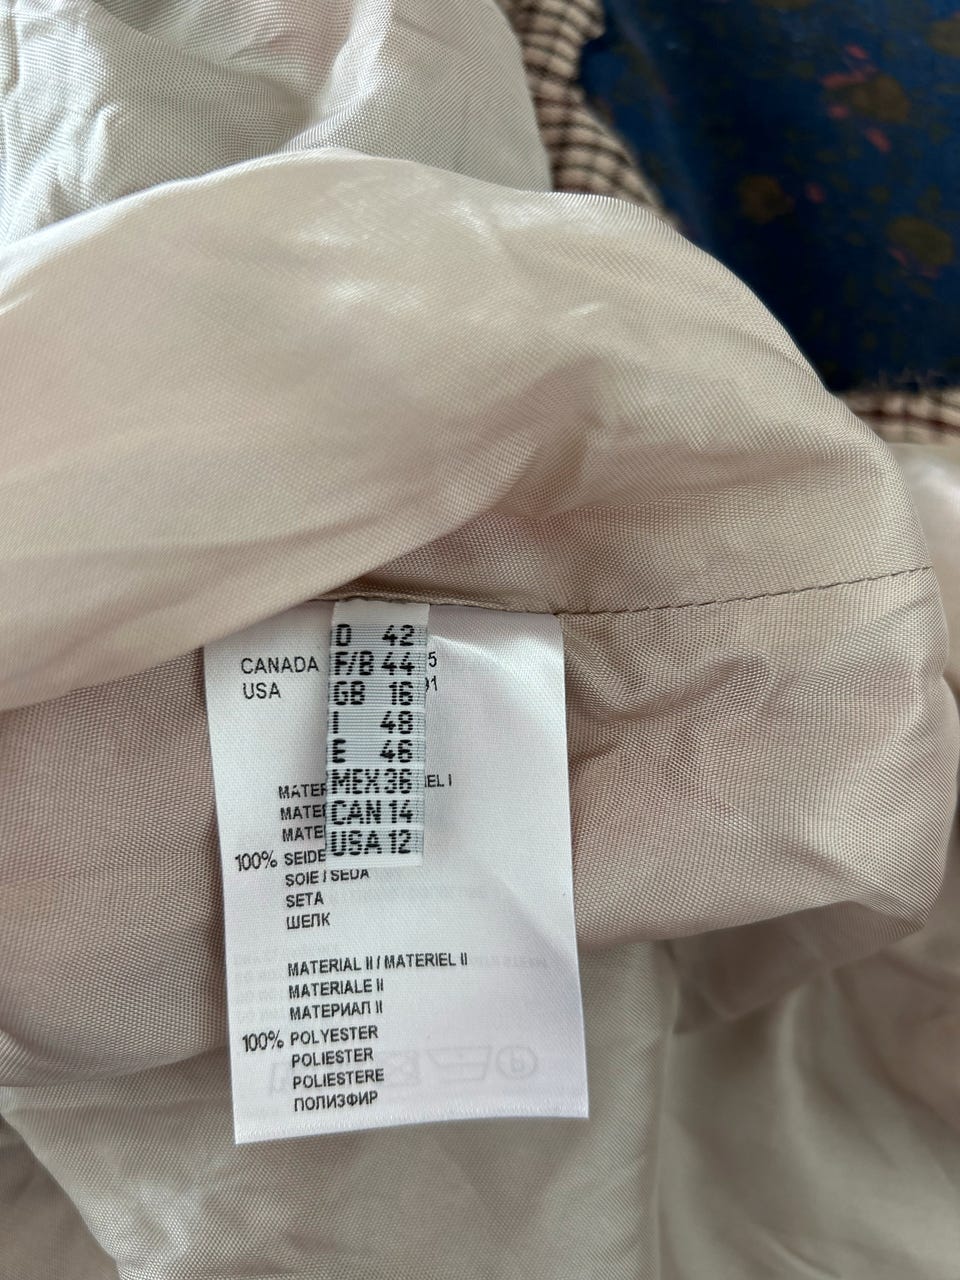 D 42
F/B 44
GB 16
I 48
E 46
MEX 36
CAN 14
USA 12
CANADA
USA
100% SEIDE
SOIE / SEDA
SETA
ШЕЛК
MATERIAL II / MATERIEL II
MATERIALE II
МАТЕРИАЛ II
100% POLYESTER
POLIESTER
POLIESTERE
ПОЛИЭФИР